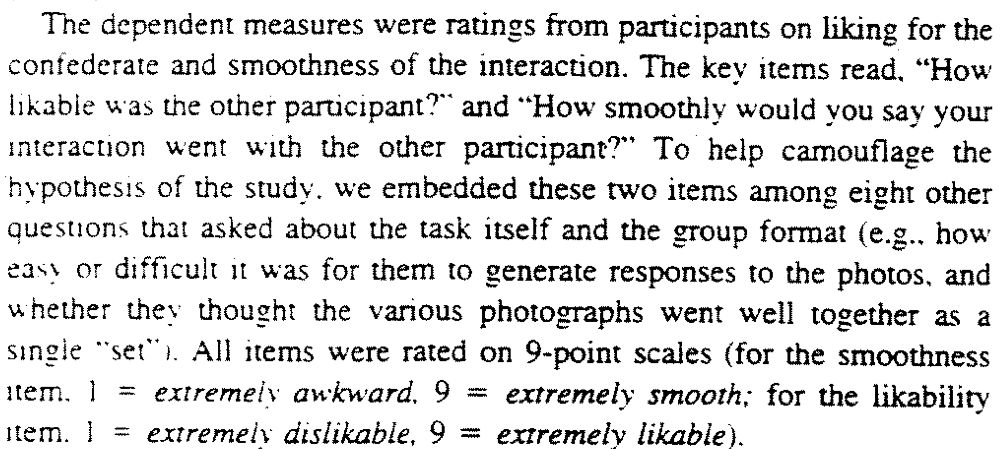 The dependent measures were ratings from participants on liking for the
confederate and smoothness of the interaction. The key items read, “How
likable was the other participant?” and “How smoothly would you say your
interaction went with the other participant?” To help camouflage the
hypothesis of the study, we embedded these two items among eight other
questions that asked about the task itself and the group format (e.g., how
easy or difficult it was for them to generate responses to the photos, and
whether they thought the various photographs went well together as a
single “set”). All items were rated on 9-point scales (for the smoothness
item, 1 = extremely awkward, 9 = extremely smooth; for the likability
item, 1 = extremely dislikable, 9 = extremely likable).